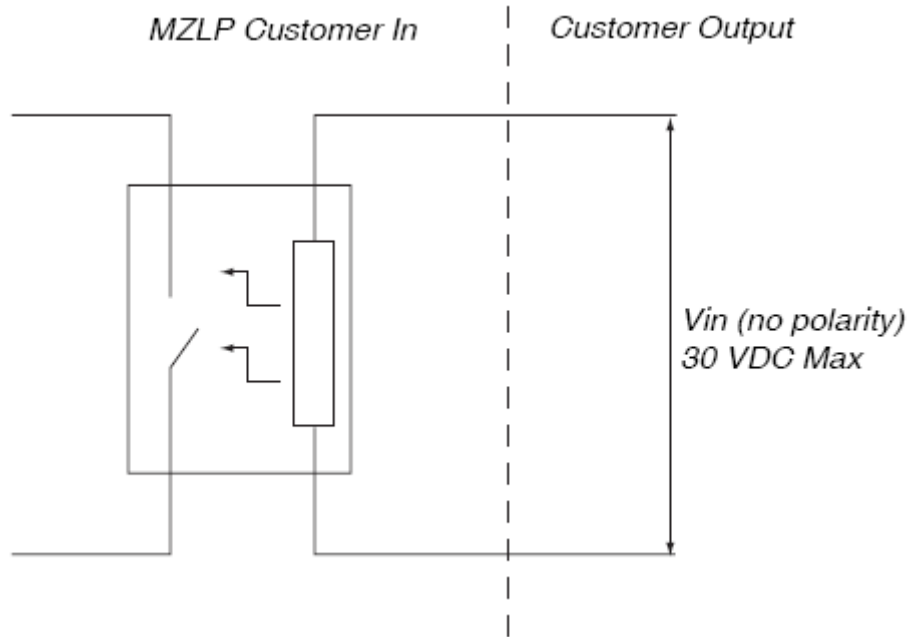 MZLP Customer In
Customer Output
Vin (no polarity)
30 VDC Max